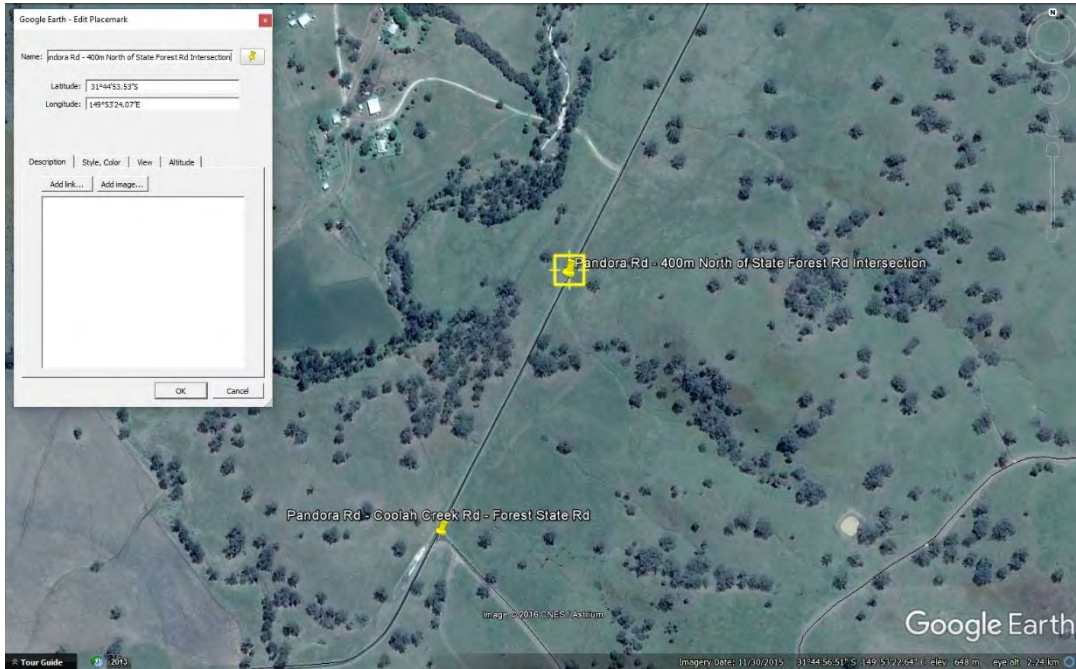 Google Earth - Edit Placemark
Name: ndora Rd - 400m North of State Forest Rd Intersection
Latitude: 31°44'53.53"S
Longitude: 149°53'24.07"E
Description Style, Color View Altitude
Add link... Add image...
OK Cancel
N
Pandora Rd - 400m North of State Forest Rd Intersection
Pandora Rd - Coolah Creek Rd - Forest State Rd
Image © 2016 CNES / Astrium
Google Earth
Tour Guide 2013 Imagery Date: 11/30/2015 31°44'56.51" S 149°53'22.64" E elev 648 m eye alt 2.24 km